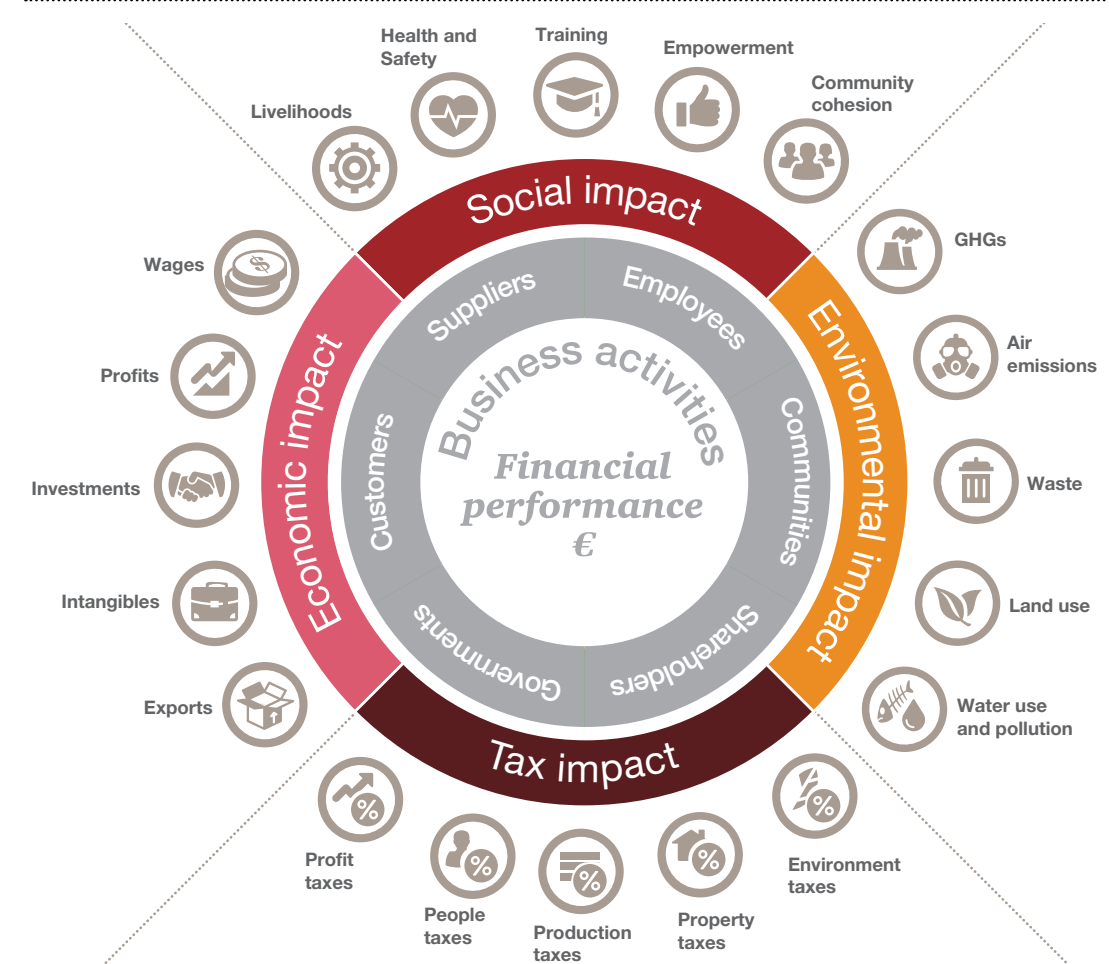 Health and
Safety
Training
Empowerment
Community
cohesion
Livelihoods
Social impact
GHGs
Wages
$
Suppliers
Employees
Air
emissions
Profits
Environmental impact
Economic impact
Business activities
Customers
Communities
Financial
performance
€
Investments
Waste
Intangibles
Land use
Governments
Shareholders
Exports
Water use
and pollution
Tax impact
%
%
%
%
%
Profit
taxes
People
taxes
Production
taxes
Property
taxes
Environment
taxes